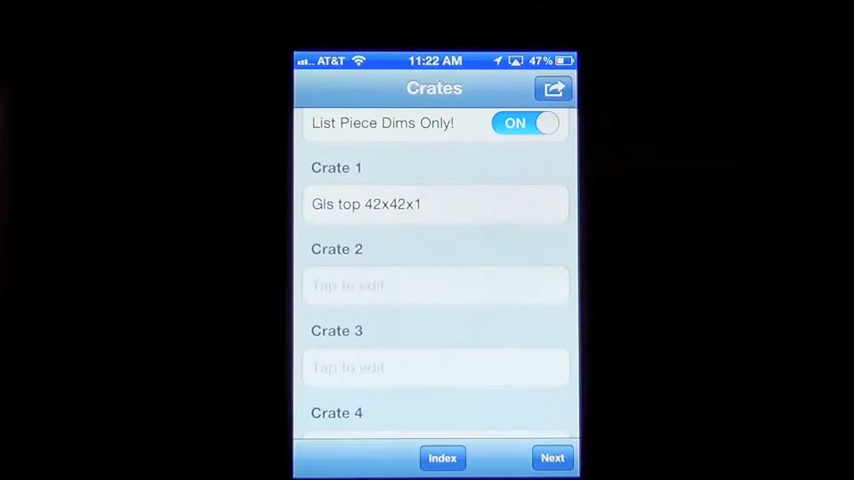 AT&T 11:22 AM 47%
Crates
List Piece Dims Only! ON
Crate 1
Gls top 42x42x1
Crate 2
Tap to edit
Crate 3
Tap to edit
Crate 4
Index Next